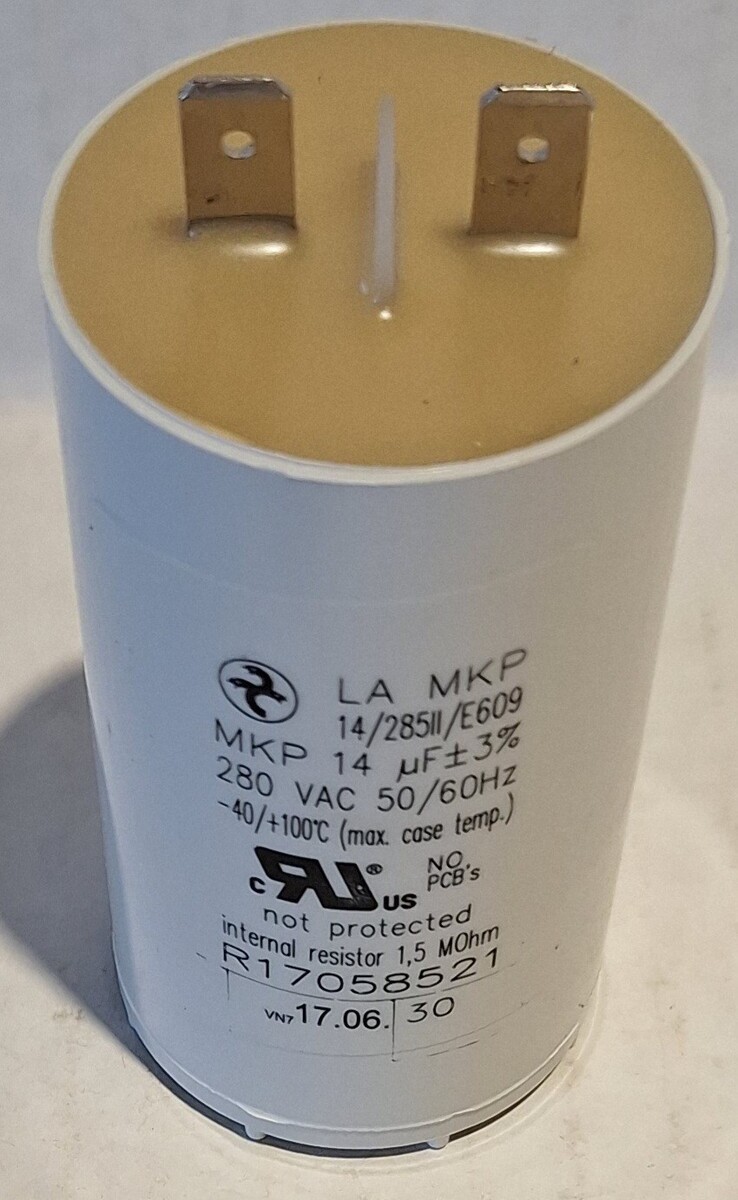 LA MKP
14/285II/E609
MKP 14 µF±3%
280 VAC 50/60Hz
-40/+100℃ (max. case temp.)
c RU® US NO PCB's
not protected
internal resistor 1,5 MOhm
R17058521
VN7 17.06. 30